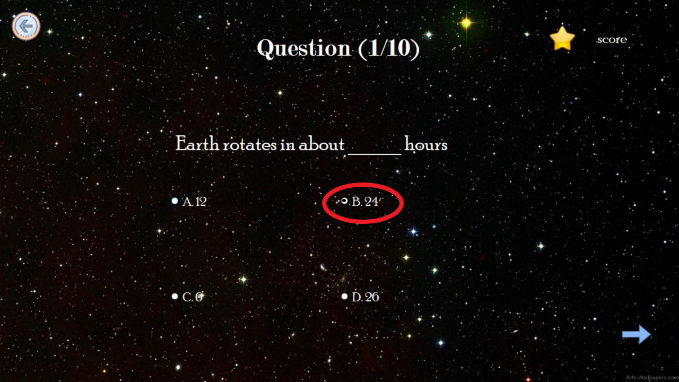 Question (1/10)
score
Earth rotates in about ______ hours
A. 12
B. 24
C. 6
D. 26